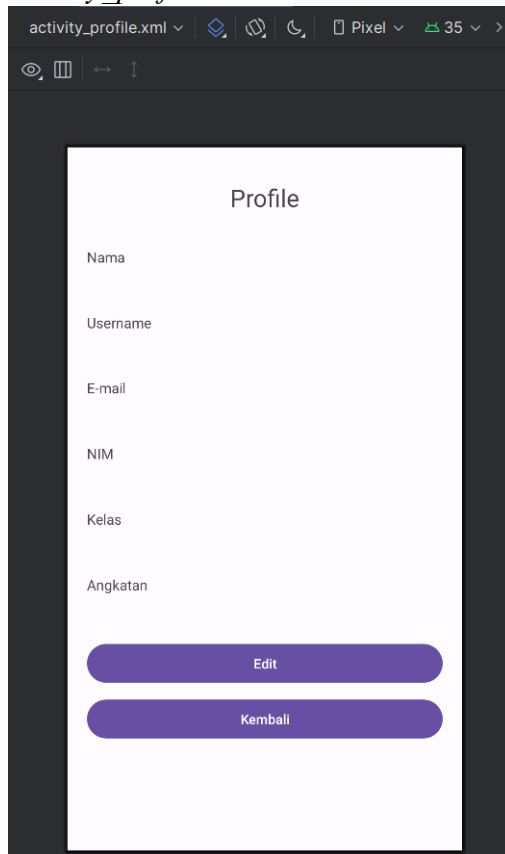 activity_profile.xml Pixel 35
Profile
Nama
Username
E-mail
NIM
Kelas
Angkatan
Edit
Kembali